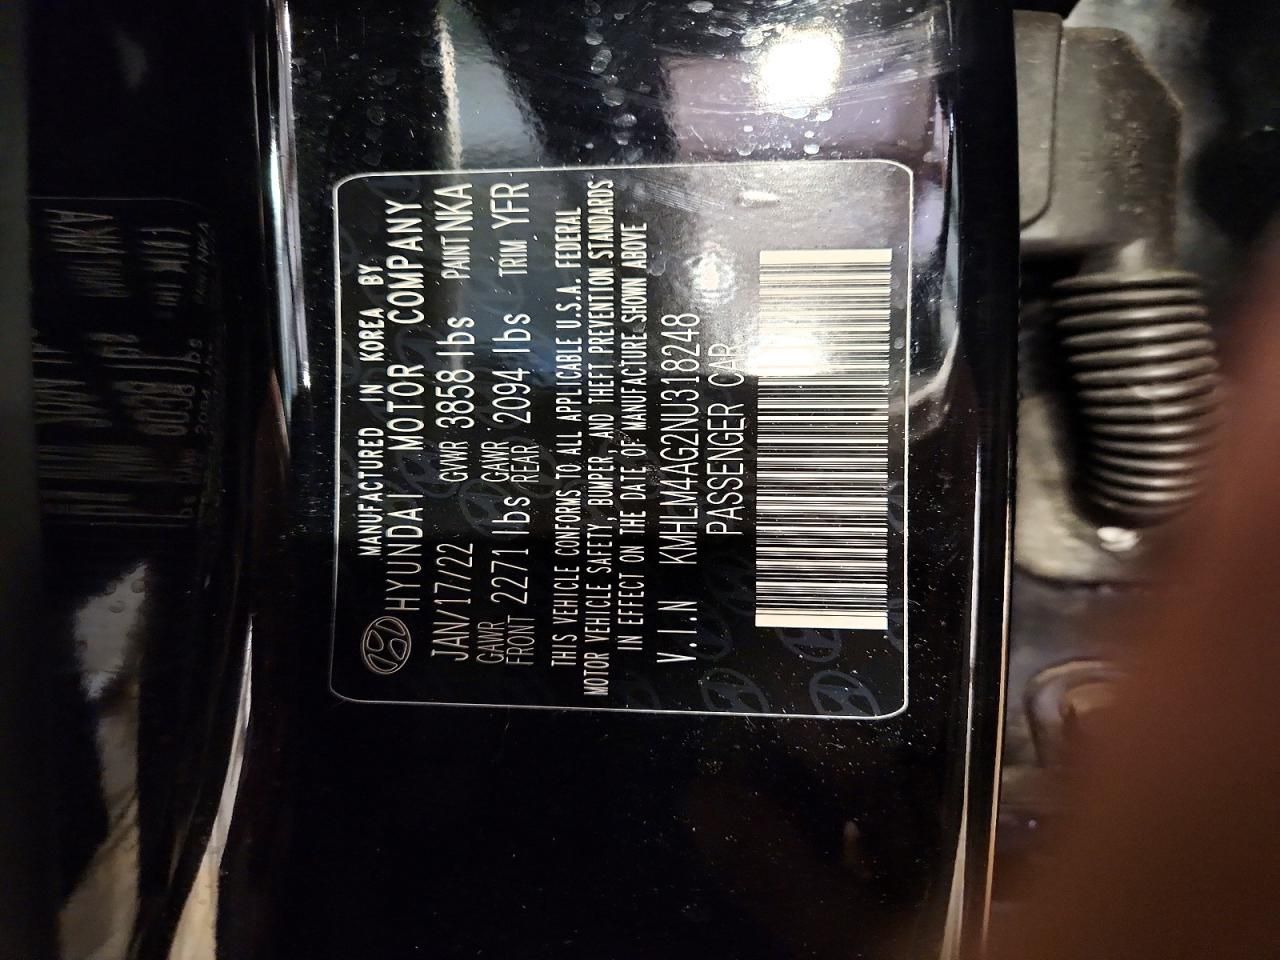 MANUFACTURED IN KOREA BY
HYUNDAI MOTOR COMPANY
JAN/17/22 GVWR 3858 lbs PAINT NKA
GAWR FRONT 2271 lbs GAWR REAR 2094 lbs TRIM YFR
THIS VEHICLE CONFORMS TO ALL APPLICABLE U.S.A. FEDERAL
MOTOR VEHICLE SAFETY, BUMPER, AND THEFT PREVENTION STANDARDS
IN EFFECT ON THE DATE OF MANUFACTURE SHOWN ABOVE
V.I.N KMHLM4AG2NU318248
PASSENGER CAR